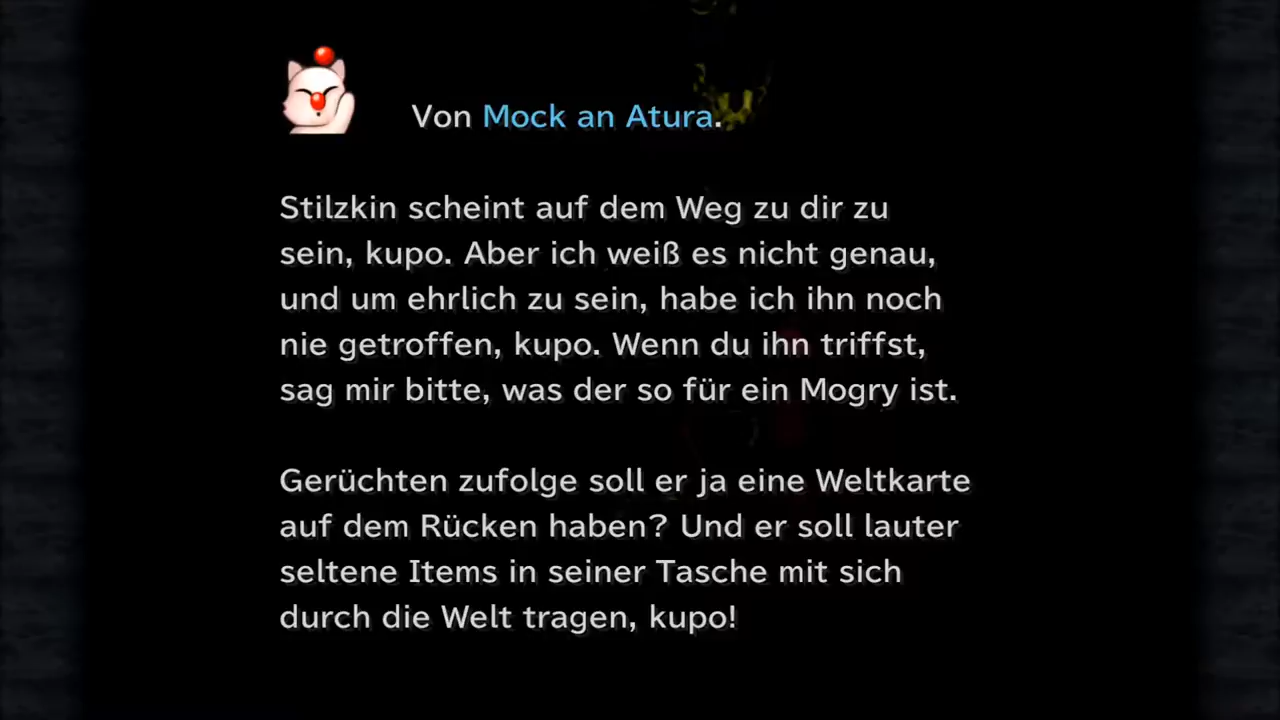 Von Mock an Atura.
Stilzkin scheint auf dem Weg zu dir zu
sein, kupo. Aber ich weiß es nicht genau,
und um ehrlich zu sein, habe ich ihn noch
nie getroffen, kupo. Wenn du ihn triffst,
sag mir bitte, was der so für ein Mogry ist.
Gerüchten zufolge soll er ja eine Weltkarte
auf dem Rücken haben? Und er soll lauter
seltene Items in seiner Tasche mit sich
durch die Welt tragen, kupo!